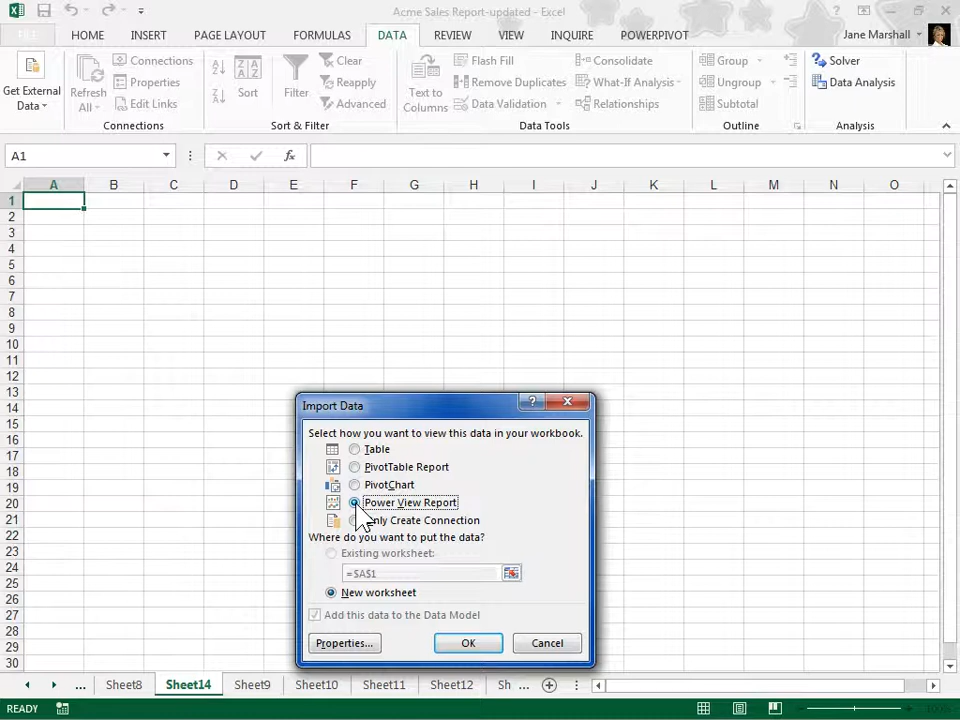 Acme Sales Report-updated - Excel
HOME INSERT PAGE LAYOUT FORMULAS DATA REVIEW VIEW INQUIRE POWERPIVOT Jane Marshall
Get External Data
Refresh All
Connections
Properties
Edit Links
Connections
Sort
Filter
Clear
Reapply
Advanced
Sort & Filter
Text to Columns
Flash Fill
Remove Duplicates
Data Validation
Consolidate
What-If Analysis
Relationships
Data Tools
Group
Ungroup
Subtotal
Outline
Solver
Data Analysis
Analysis
A1 fx
A B C D E F G H I J K L M N O
1
2
3
4
5
6
7
8
9
10
11
12
13
14
15
16
17
18
19
20
21
22
23
24
25
26
27
28
29
30
Import Data
Select how you want to view this data in your workbook.
Table
PivotTable Report
PivotChart
Power View Report
Only Create Connection
Where do you want to put the data?
Existing worksheet:
=$A$1
New worksheet
Add this data to the Data Model
Properties... OK Cancel
... Sheet8 Sheet14 Sheet9 Sheet10 Sheet11 Sheet12 Sh ...
READY